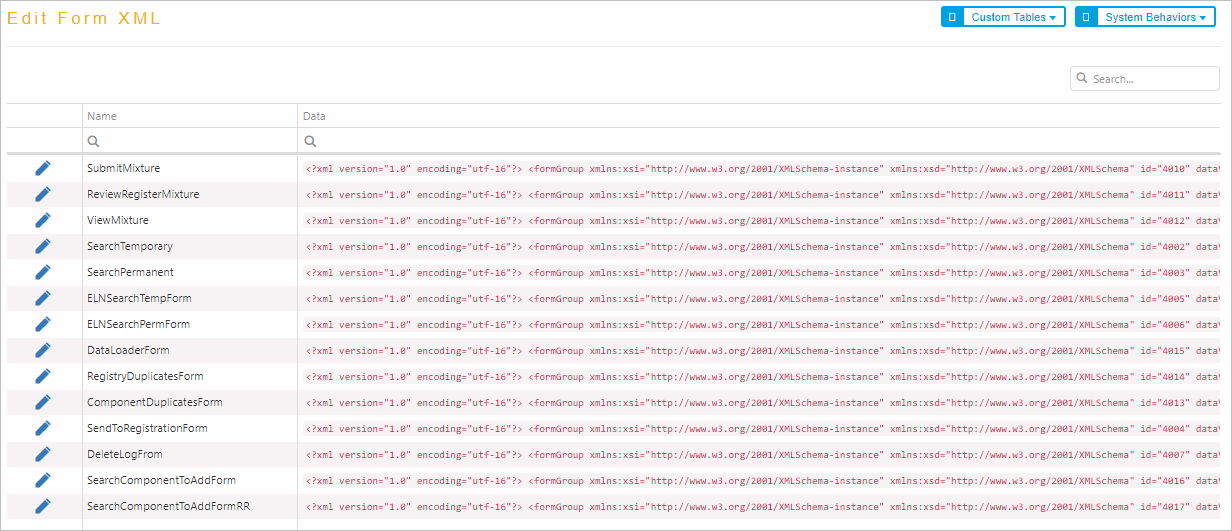 Edit Form XML
Custom Tables
System Behaviors
Search...
Name Data
SubmitMixture <?xml version="1.0" encoding="utf-16"?> <formGroup xmlns:xsi="http://www.w3.org/2001/XMLSchema-instance" xmlns:xsd="http://www.w3.org/2001/XMLSchema" id="4010" data
ReviewRegisterMixture <?xml version="1.0" encoding="utf-16"?> <formGroup xmlns:xsi="http://www.w3.org/2001/XMLSchema-instance" xmlns:xsd="http://www.w3.org/2001/XMLSchema" id="4011" data
ViewMixture <?xml version="1.0" encoding="utf-16"?> <formGroup xmlns:xsi="http://www.w3.org/2001/XMLSchema-instance" xmlns:xsd="http://www.w3.org/2001/XMLSchema" id="4012" data
SearchTemporary <?xml version="1.0" encoding="utf-16"?> <formGroup xmlns:xsi="http://www.w3.org/2001/XMLSchema-instance" xmlns:xsd="http://www.w3.org/2001/XMLSchema" id="4002" data
SearchPermanent <?xml version="1.0" encoding="utf-16"?> <formGroup xmlns:xsi="http://www.w3.org/2001/XMLSchema-instance" xmlns:xsd="http://www.w3.org/2001/XMLSchema" id="4003" data
ELNSearchTempForm <?xml version="1.0" encoding="utf-16"?> <formGroup xmlns:xsi="http://www.w3.org/2001/XMLSchema-instance" xmlns:xsd="http://www.w3.org/2001/XMLSchema" id="4005" data
ELNSearchPermForm <?xml version="1.0" encoding="utf-16"?> <formGroup xmlns:xsi="http://www.w3.org/2001/XMLSchema-instance" xmlns:xsd="http://www.w3.org/2001/XMLSchema" id="4006" data
DataLoaderForm <?xml version="1.0" encoding="utf-16"?> <formGroup xmlns:xsi="http://www.w3.org/2001/XMLSchema-instance" xmlns:xsd="http://www.w3.org/2001/XMLSchema" id="4015" data
RegistryDuplicatesForm <?xml version="1.0" encoding="utf-16"?> <formGroup xmlns:xsi="http://www.w3.org/2001/XMLSchema-instance" xmlns:xsd="http://www.w3.org/2001/XMLSchema" id="4014" data
ComponentDuplicatesForm <?xml version="1.0" encoding="utf-16"?> <formGroup xmlns:xsi="http://www.w3.org/2001/XMLSchema-instance" xmlns:xsd="http://www.w3.org/2001/XMLSchema" id="4013" data
SendToRegistrationForm <?xml version="1.0" encoding="utf-16"?> <formGroup xmlns:xsi="http://www.w3.org/2001/XMLSchema-instance" xmlns:xsd="http://www.w3.org/2001/XMLSchema" id="4004" data
DeleteLogFrom <?xml version="1.0" encoding="utf-16"?> <formGroup xmlns:xsi="http://www.w3.org/2001/XMLSchema-instance" xmlns:xsd="http://www.w3.org/2001/XMLSchema" id="4007" data
SearchComponentToAddForm <?xml version="1.0" encoding="utf-16"?> <formGroup xmlns:xsi="http://www.w3.org/2001/XMLSchema-instance" xmlns:xsd="http://www.w3.org/2001/XMLSchema" id="4016" data
SearchComponentToAddFormRR <?xml version="1.0" encoding="utf-16"?> <formGroup xmlns:xsi="http://www.w3.org/2001/XMLSchema-instance" xmlns:xsd="http://www.w3.org/2001/XMLSchema" id="4017" data